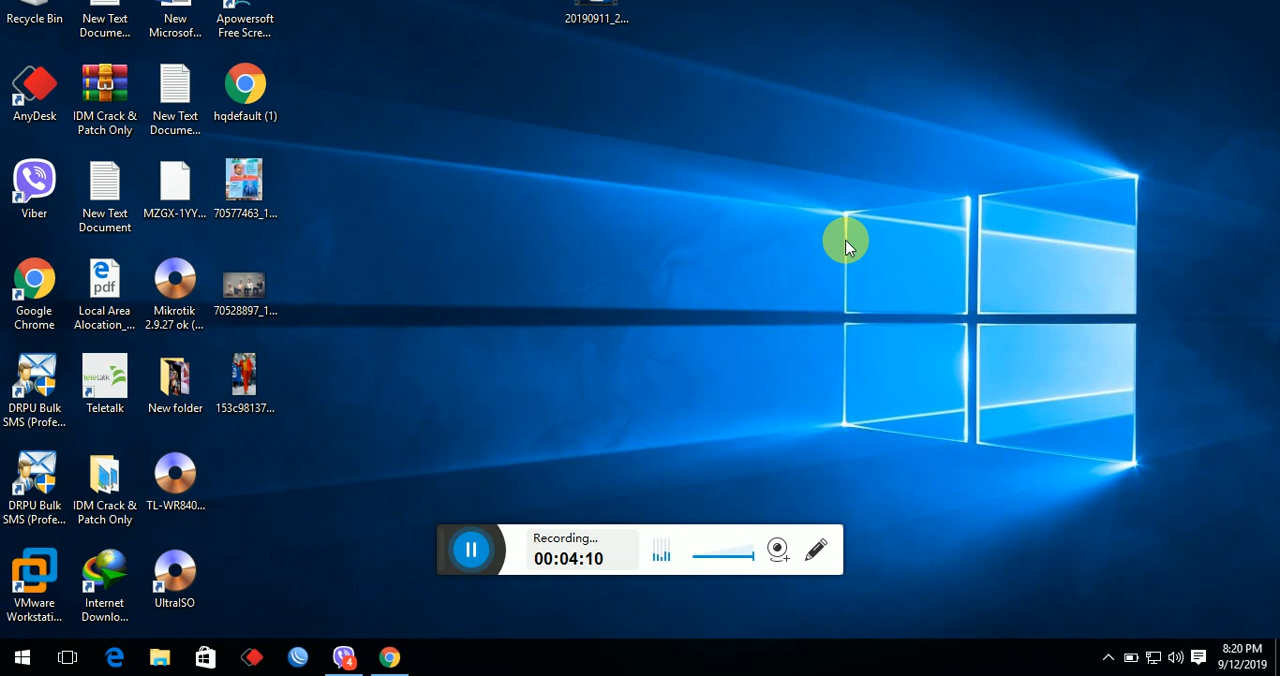 Recycle Bin
New Text
Docume...
New
Microsof...
Apowersoft
Free Scre...
20190911_2...
AnyDesk
IDM Crack &
Patch Only
New Text
Docume...
hqdefault (1)
Viber
New Text
Document
MZGX-1YY...
70577463_1...
Google
Chrome
pdf
Local Area
Alocation_...
Mikrotik
2.9.27 ok (...
70528897_1...
DRPU Bulk
SMS (Profe...
Teletalk
Teletalk
New folder
153c98137...
DRPU Bulk
SMS (Profe...
IDM Crack &
Patch Only
TL-WR840...
Recording...
00:04:10
VMware
Workstati...
Internet
Downlo...
UltraISO
4
8:20 PM
9/12/2019